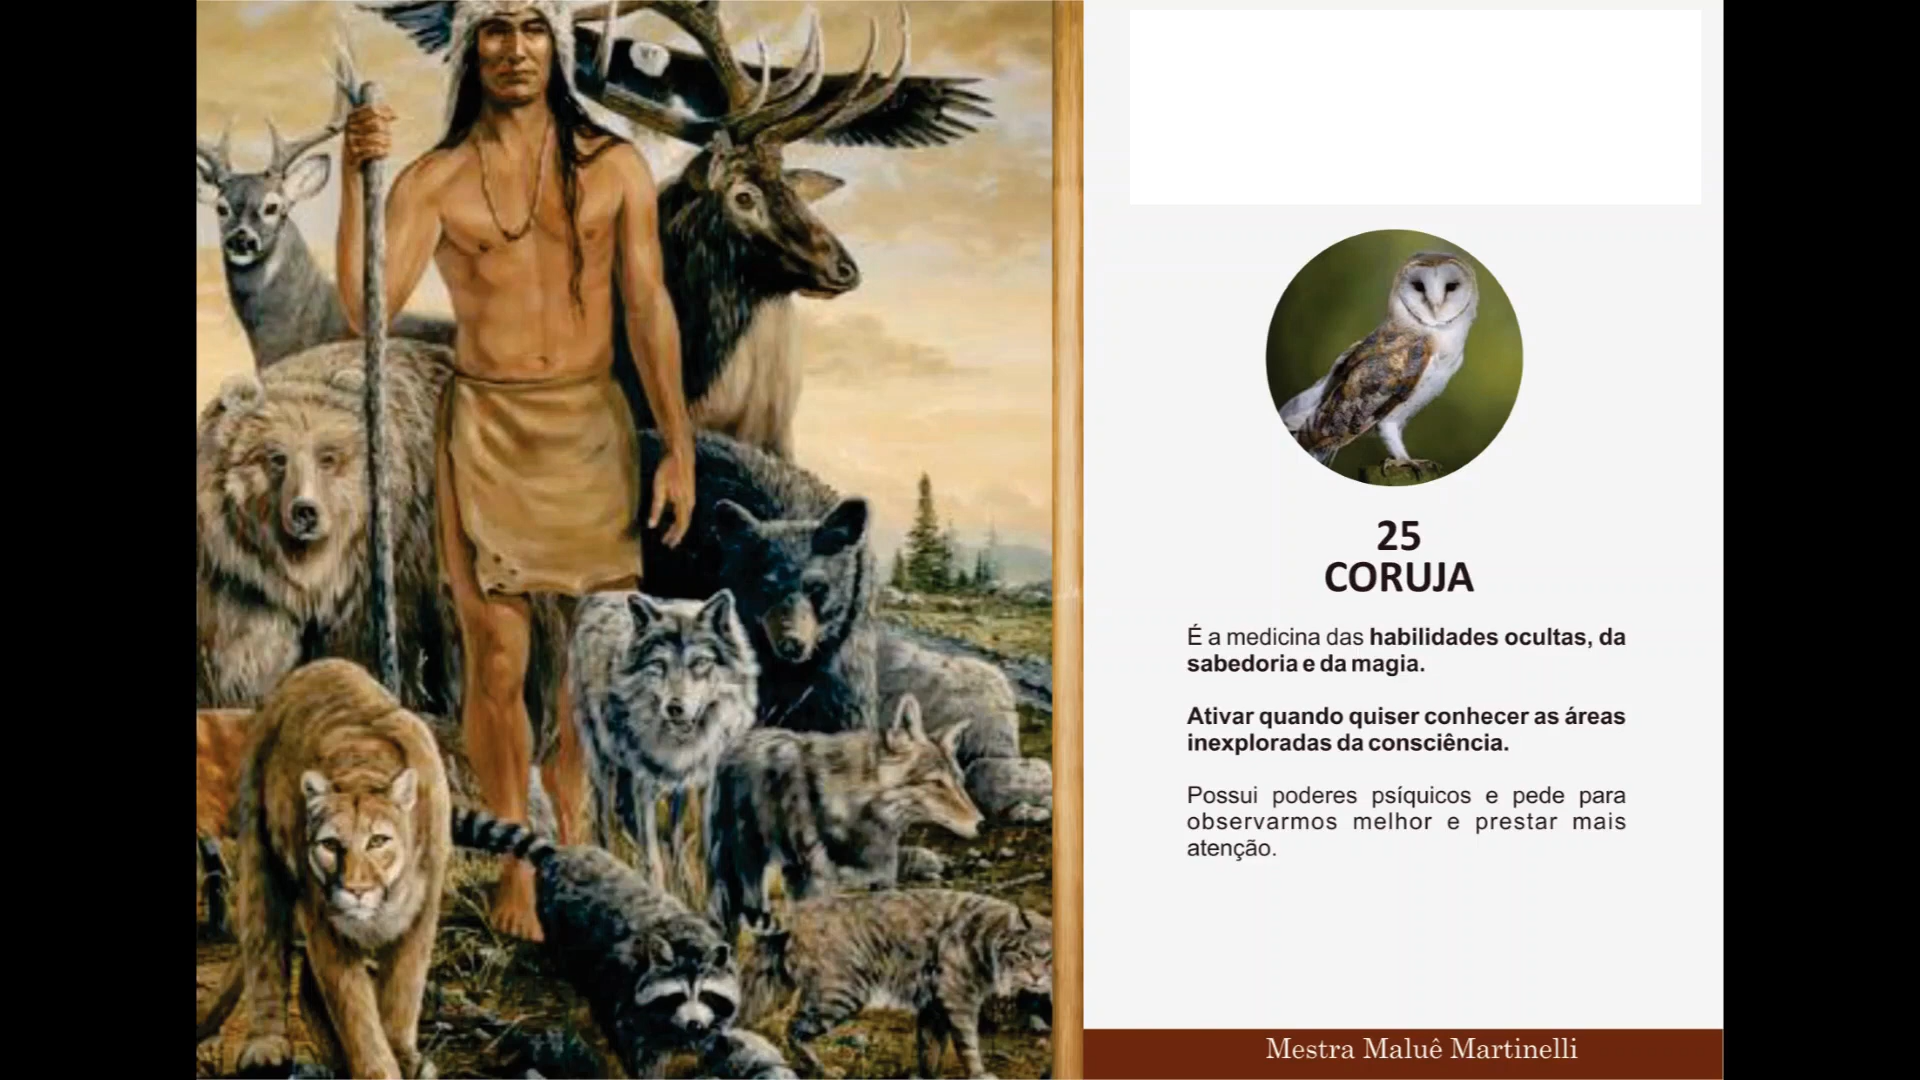 25
CORUJA
É a medicina das habilidades ocultas, da
sabedoria e da magia.
Ativar quando quiser conhecer as áreas
inexploradas da consciência.
Possui poderes psíquicos e pede para
observarmos melhor e prestar mais
atenção.
Mestra Maluê Martinelli